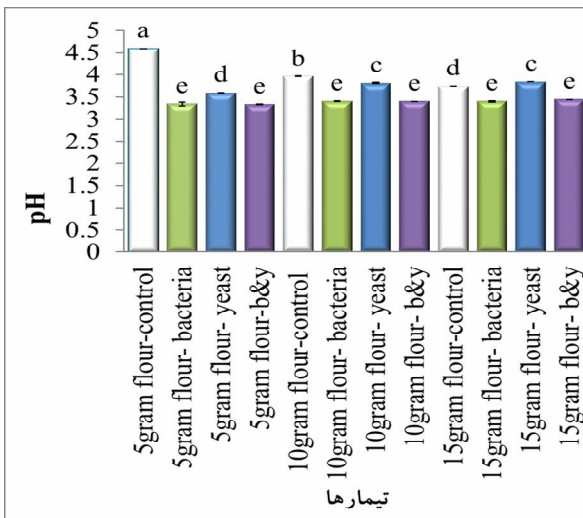 5
4.5
4
3.5
3
2.5
2
1.5
1
0.5
0
pH
a
e
d
e
b
e
c
e
d
e
c
e
5gram flour-control
5gram flour- bacteria
5gram flour- yeast
5gram flour-b&y
10gram flour-control
10gram flour- bacteria
10gram flour- yeast
10gram flour- b&y
15gram flour-control
15gram flour- bacteria
15gram flour- yeast
15gram flour- b&y
تیمارها